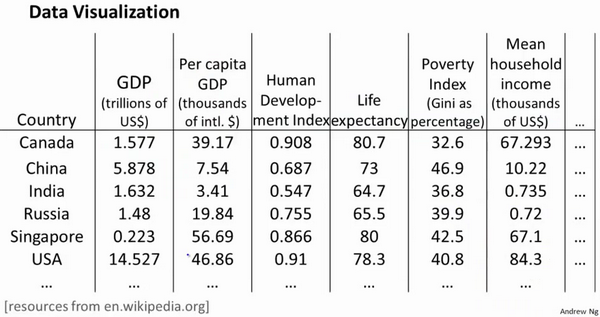 Data Visualization
Country | GDP (trillions of US$) | Per capita GDP (thousands of intl. $) | Human Develop-ment Index | Life expectancy | Poverty Index (Gini as percentage) | Mean household income (thousands of US$) | ...
Canada 1.577 39.17 0.908 80.7 32.6 67.293 ...
China 5.878 7.54 0.687 73 46.9 10.22 ...
India 1.632 3.41 0.547 64.7 36.8 0.735 ...
Russia 1.48 19.84 0.755 65.5 39.9 0.72 ...
Singapore 0.223 56.69 0.866 80 42.5 67.1 ...
USA 14.527 46.86 0.91 78.3 40.8 84.3 ...
... ... ... ... ... ... ...
[resources from en.wikipedia.org]
Andrew Ng